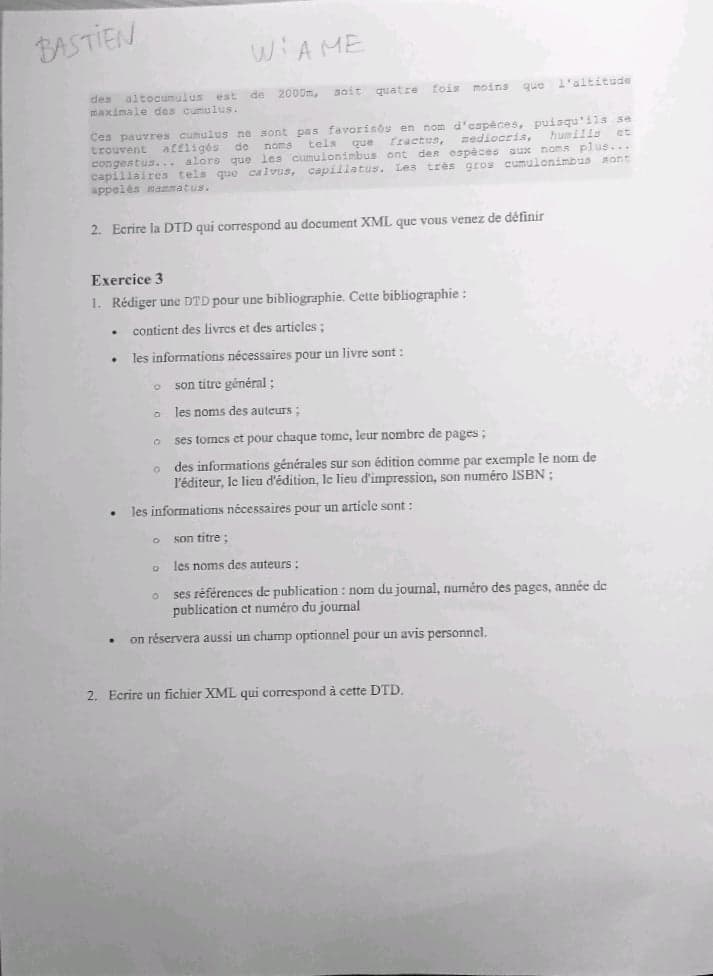 BASTIEN
WiAME
des altocumulus est de 2000m, soit quatre fois moins que l'altitude
maximale des cumulus.
Ces pauvres cumulus ne sont pas favorisés en nom d'espèces, puisqu'ils se
trouvent affligés de noms tels que fractus, mediocris, humilis et
congestus... alors que les cumulonimbus ont des espèces aux noms plus...
capillaires tels que calvus, capillatus. Les très gros cumulonimbus sont
appelés mammatus.
2. Ecrire la DTD qui correspond au document XML que vous venez de définir
Exercice 3
1. Rédiger une DTD pour une bibliographie. Cette bibliographie :
• contient des livres et des articles ;
• les informations nécessaires pour un livre sont :
o son titre général ;
o les noms des auteurs ;
o ses tomes et pour chaque tome, leur nombre de pages ;
o des informations générales sur son édition comme par exemple le nom de
l'éditeur, le lieu d'édition, le lieu d'impression, son numéro ISBN ;
• les informations nécessaires pour un article sont :
o son titre ;
o les noms des auteurs ;
o ses références de publication : nom du journal, numéro des pages, année de
publication et numéro du journal
• on réservera aussi un champ optionnel pour un avis personnel.
2. Ecrire un fichier XML qui correspond à cette DTD.